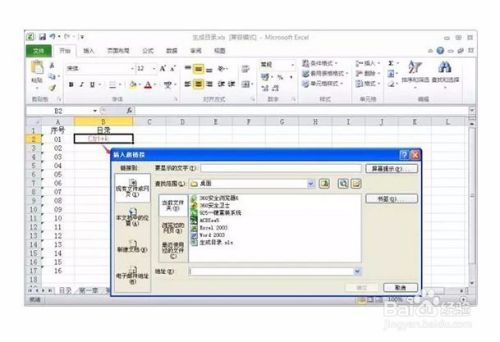 生成目录.xls [兼容模式] - Microsoft Excel
文件 开始 插入 页面布局 公式 数据 审阅 视图
宋体 12
常规
条件格式
插入
套用表格格式
删除
粘贴
单元格样式
格式
排序和筛选 查找和选择
剪贴板 字体 对齐方式 数字 样式 单元格 编辑
B2
A B C D E F G H
1 序号 目录
2 01 Ctrl+k
3 02
4 03
5 04
6 05
7 06
8 07
9 08
10 09
11 10
12 11
13 12
14 13
15 14
16 15
17 16
插入超链接
链接到: 要显示的文字(T): 屏幕提示(P)...
现有文件或网页(X)
查找范围(L): 桌面
书签(O)...
本文档中的位置(A)
当前文件夹(U)
浏览过的网页(B)
最近使用过的文件(C)
360安全浏览器6
360安全卫士
ACDSee5
Excel 2003
Word 2003
生成目录.xls
新建文档(N)
电子邮件地址(M)
地址(E):
确定 取消
目录 第一章
就绪 100%
Baidu 经验
jingyan.baidu.com